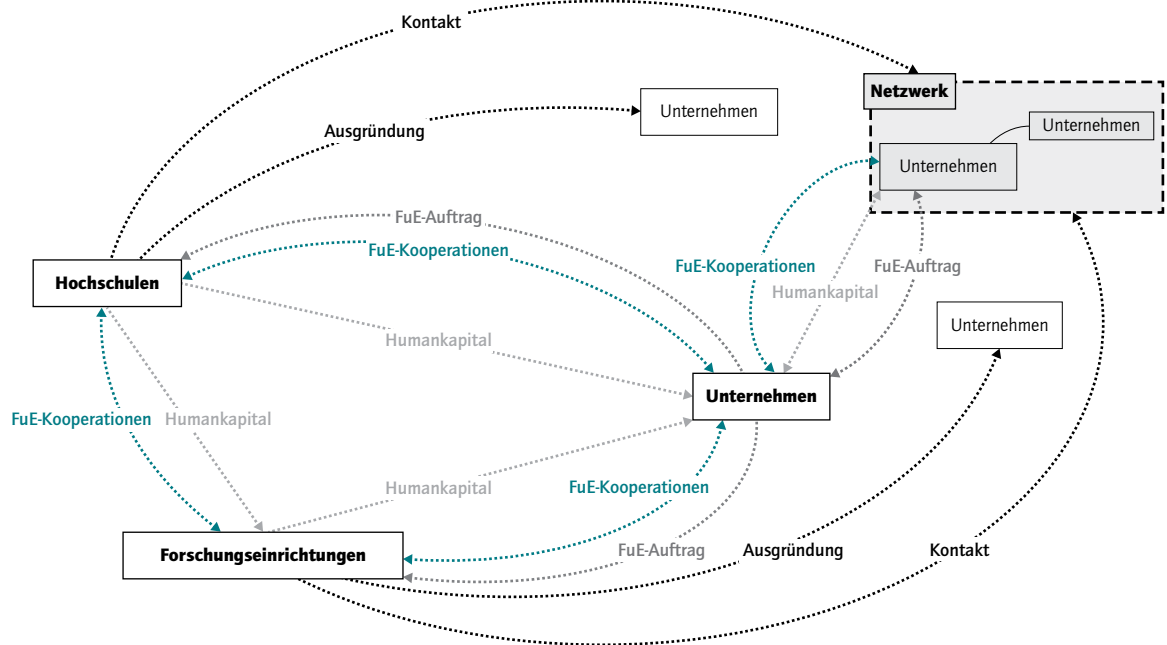 Kontakt
Netzwerk
Unternehmen
Unternehmen
Ausgründung
Unternehmen
FuE-Auftrag
FuE-Kooperationen
FuE-Kooperationen
FuE-Auftrag
Hochschulen
Humankapital
Unternehmen
Humankapital
Unternehmen
FuE-Kooperationen
Humankapital
Humankapital
FuE-Kooperationen
Forschungseinrichtungen
FuE-Auftrag
Ausgründung
Kontakt